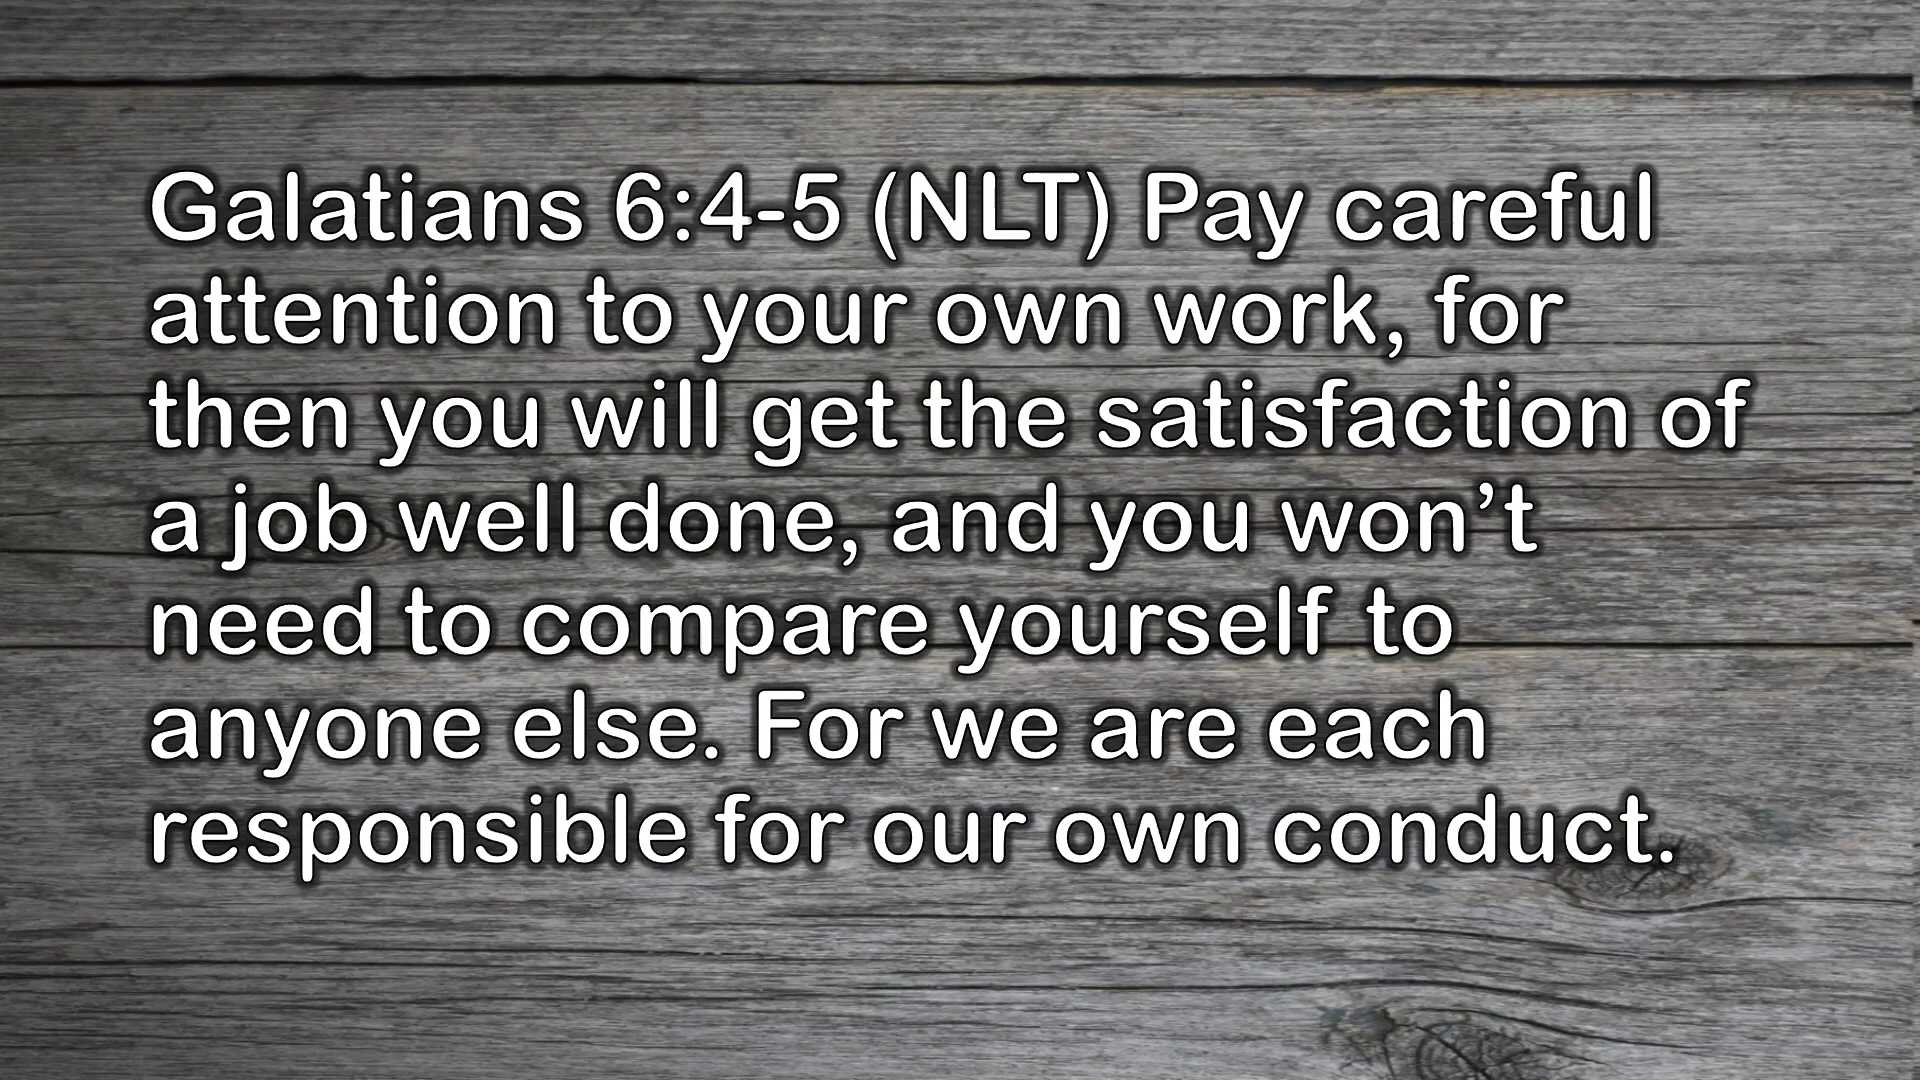 Galatians 6:4-5 (NLT) Pay careful
attention to your own work, for
then you will get the satisfaction of
a job well done, and you won’t
need to compare yourself to
anyone else. For we are each
responsible for our own conduct.